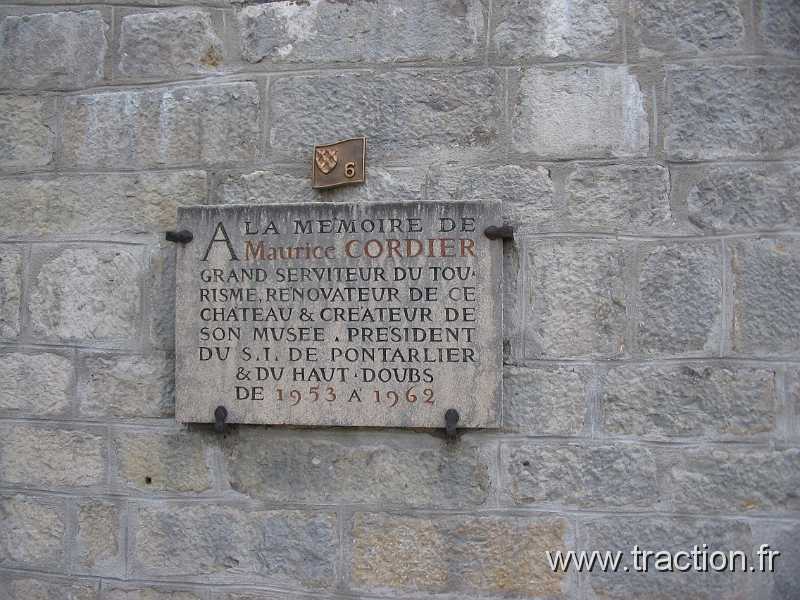 6
A LA MEMOIRE DE
Maurice CORDIER
GRAND SERVITEUR DU TOU-
RISME, RENOVATEUR DE CE
CHATEAU & CREATEUR DE
SON MUSEE. PRESIDENT
DU S.I. DE PONTARLIER
& DU HAUT-DOUBS
DE 1953 A 1962
www.traction.fr